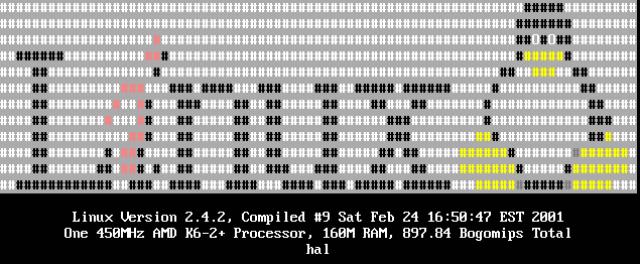 Linux Version 2.4.2, Compiled #9 Sat Feb 24 16:50:47 EST 2001
One 450MHz AMD K6-2+ Processor, 160M RAM, 897.84 Bogomips Total
hal